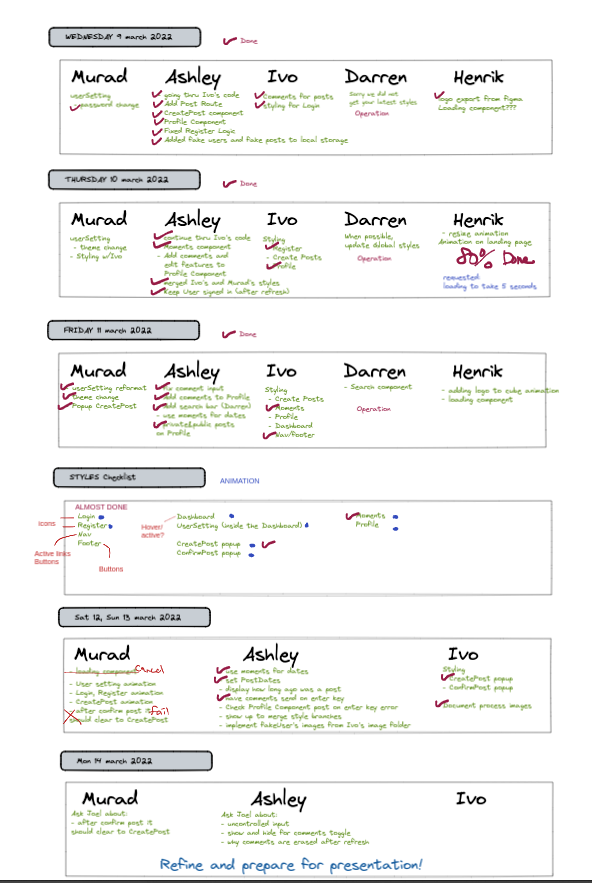 WEDNESDAY 9 march 2022
Done
Murad
userSetting
password change
Ashley
going thru Ivo's code
Add Post Route
CreatePost component
Profile Component
Fixed Register Logic
Added fake users and fake posts to local storage
Ivo
Comments for posts
Styling for Login
Darren
Sorry we did not
get your latest styles
Operation
Henrik
logo export from Figma
Loading component???
THURSDAY 10 march 2022
Done
Murad
userSetting
- theme change
- Styling w/Ivo
Ashley
continue thru Ivo's code
Moments component
- Add comments and
edit features to
Profile Component
merged Ivo's and Murad's styles
Keep User signed in (after refresh)
Ivo
Styling
Register
- Create Posts
Profile
Darren
When possible,
update Global styles
Operation
Henrik
- resize animation
Animation on landing page
80% Done
requested:
loading to take 5 seconds
FRIDAY 11 march 2022
Done
Murad
userSetting reformat
theme change
Popup CreatePost
Ashley
comment input
Add comments to Profile
Add search bar (Darren)
- use moments for dates
private&public posts
on Profile
Ivo
Styling
- Create Posts
Moments
- Profile
- Dashboard
Nav/footer
Darren
- Search component
Operation
Henrik
- adding logo to cube animation
- loading component
STYLES Checklist
ANIMATION
ALMOST DONE
Icons
Login
Register
Nav
Footer
Active links
Buttons
Buttons
Hover/
active?
Dashboard
UserSetting (inside the Dashboard)
CreatePost popup
ConfirmPost popup
Moments
Profile
Sat 12, Sun 13 march 2022
Murad
- loading component Cancel
- User setting animation
- Login, Register animation
- CreatePost animation
after confirm post it Fail
should clear to CreatePost
Ashley
use moments for dates
set PostDates
- display how long ago was a post
have comments send on enter key
- Check Profile Component post on enter key error
- show up to merge style branches
- implement fakeUser's images from Ivo's image folder
Ivo
Styling
CreatePost popup
- ConfirmPost popup
Document process images
Mon 14 march 2022
Murad
Ask Joel about:
- after confirm post it
should clear to CreatePost
Ashley
Ask Joel about:
- uncontrolled input
- show and hide for comments toggle
- why comments are erased after refresh
Ivo
Refine and prepare for presentation!